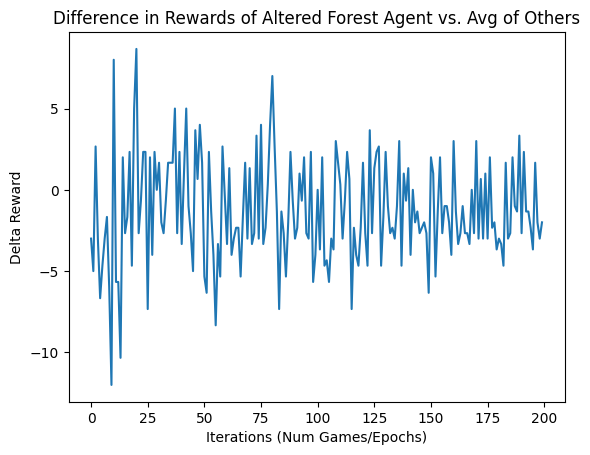 Difference in Rewards of Altered Forest Agent vs. Avg of Others
5
0
−5
−10
Delta Reward
0 25 50 75 100 125 150 175 200
Iterations (Num Games/Epochs)